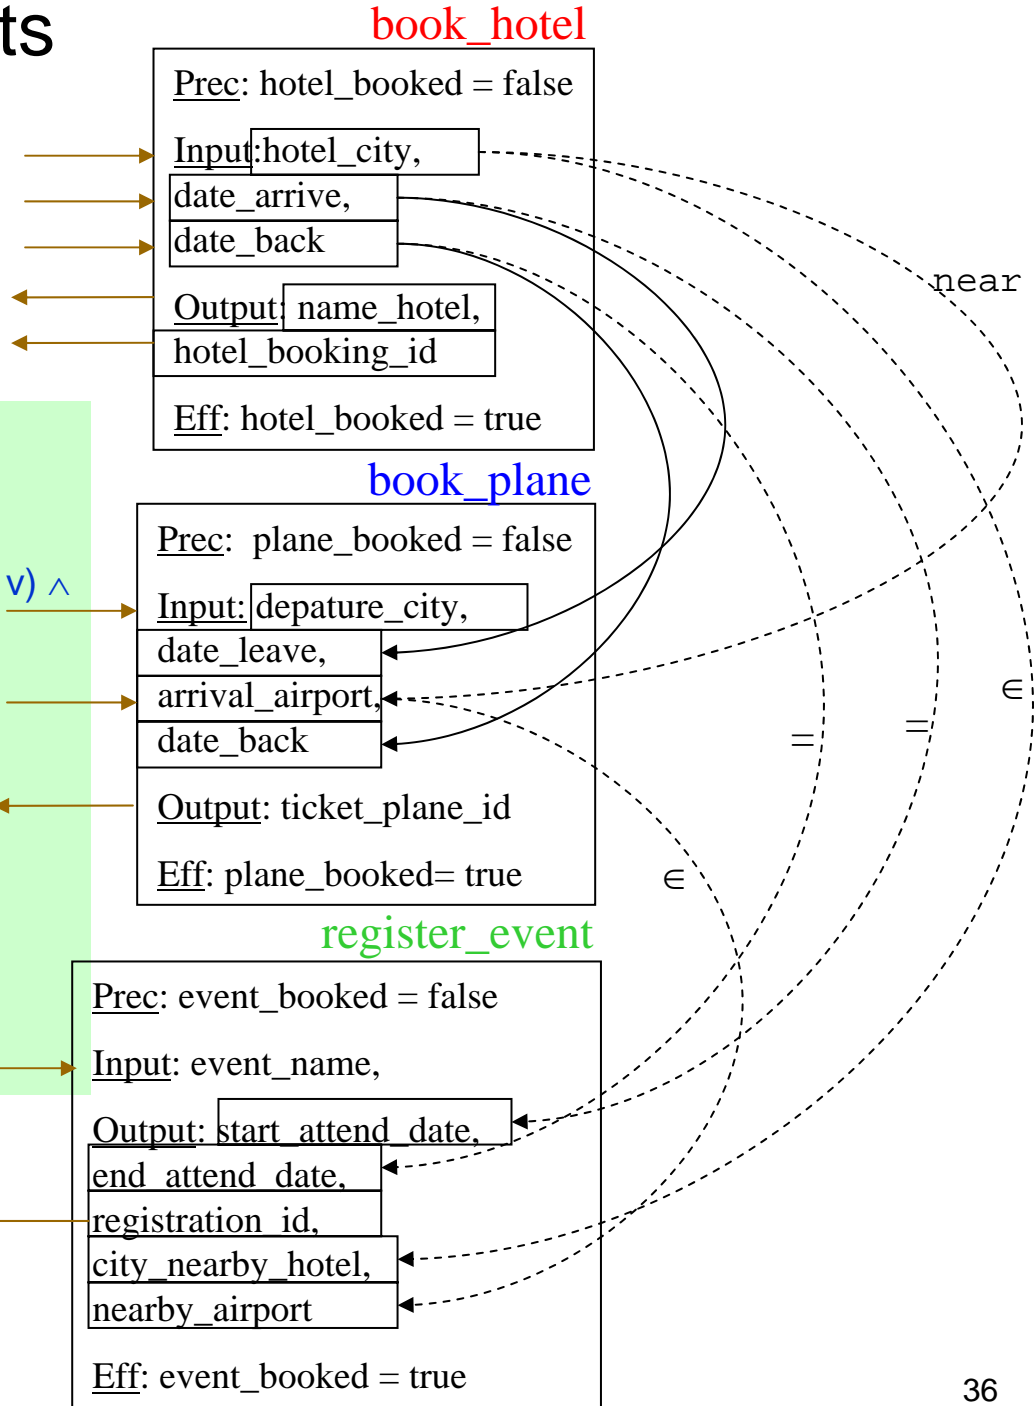 ts
book_hotel
Prec: hotel_booked = false
Input:hotel_city,
date_arrive,
date_back
near
Output: name_hotel,
hotel_booking_id
Eff: hotel_booked = true
book_plane
Prec: plane_booked = false
v) ∧
Input: depature_city,
date_leave,
arrival_airport,
∈
date_back
= =
Output: ticket_plane_id
Eff: plane_booked= true
∈
register_event
Prec: event_booked = false
Input: event_name,
Output: start_attend_date,
end_attend_date,
registration_id,
city_nearby_hotel,
nearby_airport
Eff: event_booked = true
36